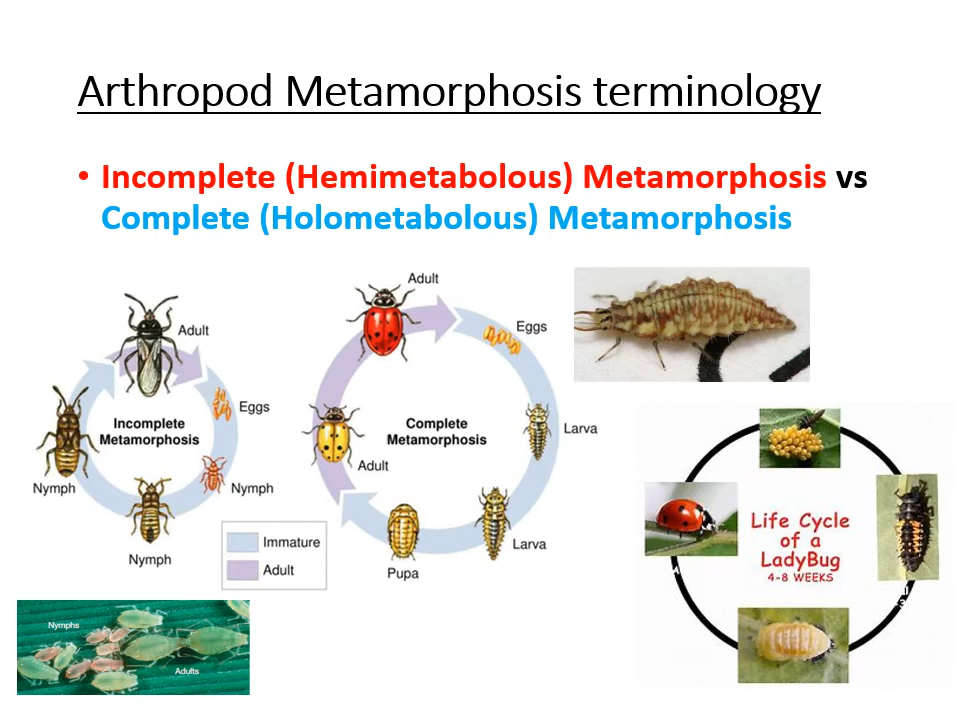 Arthropod Metamorphosis terminology
• Incomplete (Hemimetabolous) Metamorphosis vs
Complete (Holometabolous) Metamorphosis
Adult
Eggs
Incomplete
Metamorphosis
Nymph
Nymph
Nymph
Adult
Eggs
Complete
Metamorphosis
Larva
Adult
Larva
Pupa
Immature
Adult
Life Cycle
of a
LadyBug
4-8 WEEKS
Nymphs
Adults